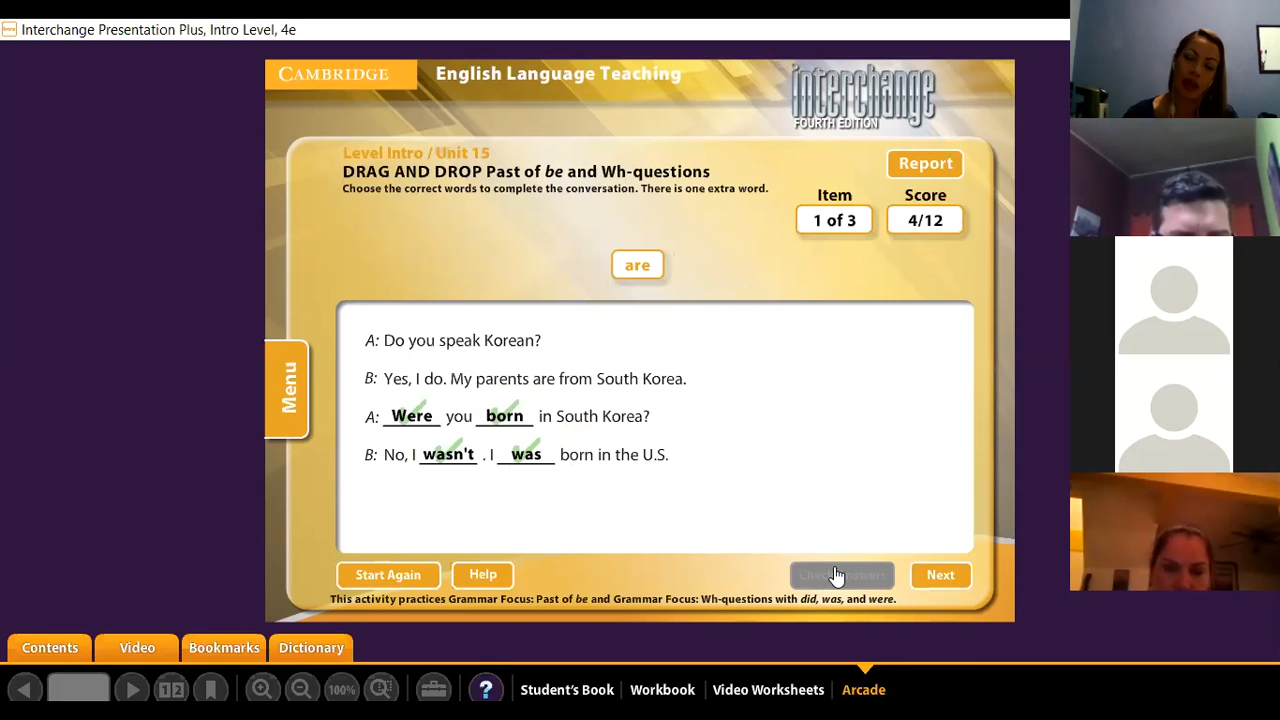 Interchange Presentation Plus, Intro Level, 4e
CAMBRIDGE English Language Teaching interchange
FOURTH EDITION
Level Intro / Unit 15
DRAG AND DROP Past of be and Wh-questions
Choose the correct words to complete the conversation. There is one extra word.
Report
Item Score
1 of 3 4/12
are
A: Do you speak Korean?
B: Yes, I do. My parents are from South Korea.
A: Were you born in South Korea?
B: No, I wasn't . I was born in the U.S.
Menu
Start Again Help Check Answers Next
This activity practices Grammar Focus: Past of be and Grammar Focus: Wh-questions with did, was, and were.
Contents Video Bookmarks Dictionary
12 100% ? Student's Book Workbook Video Worksheets Arcade